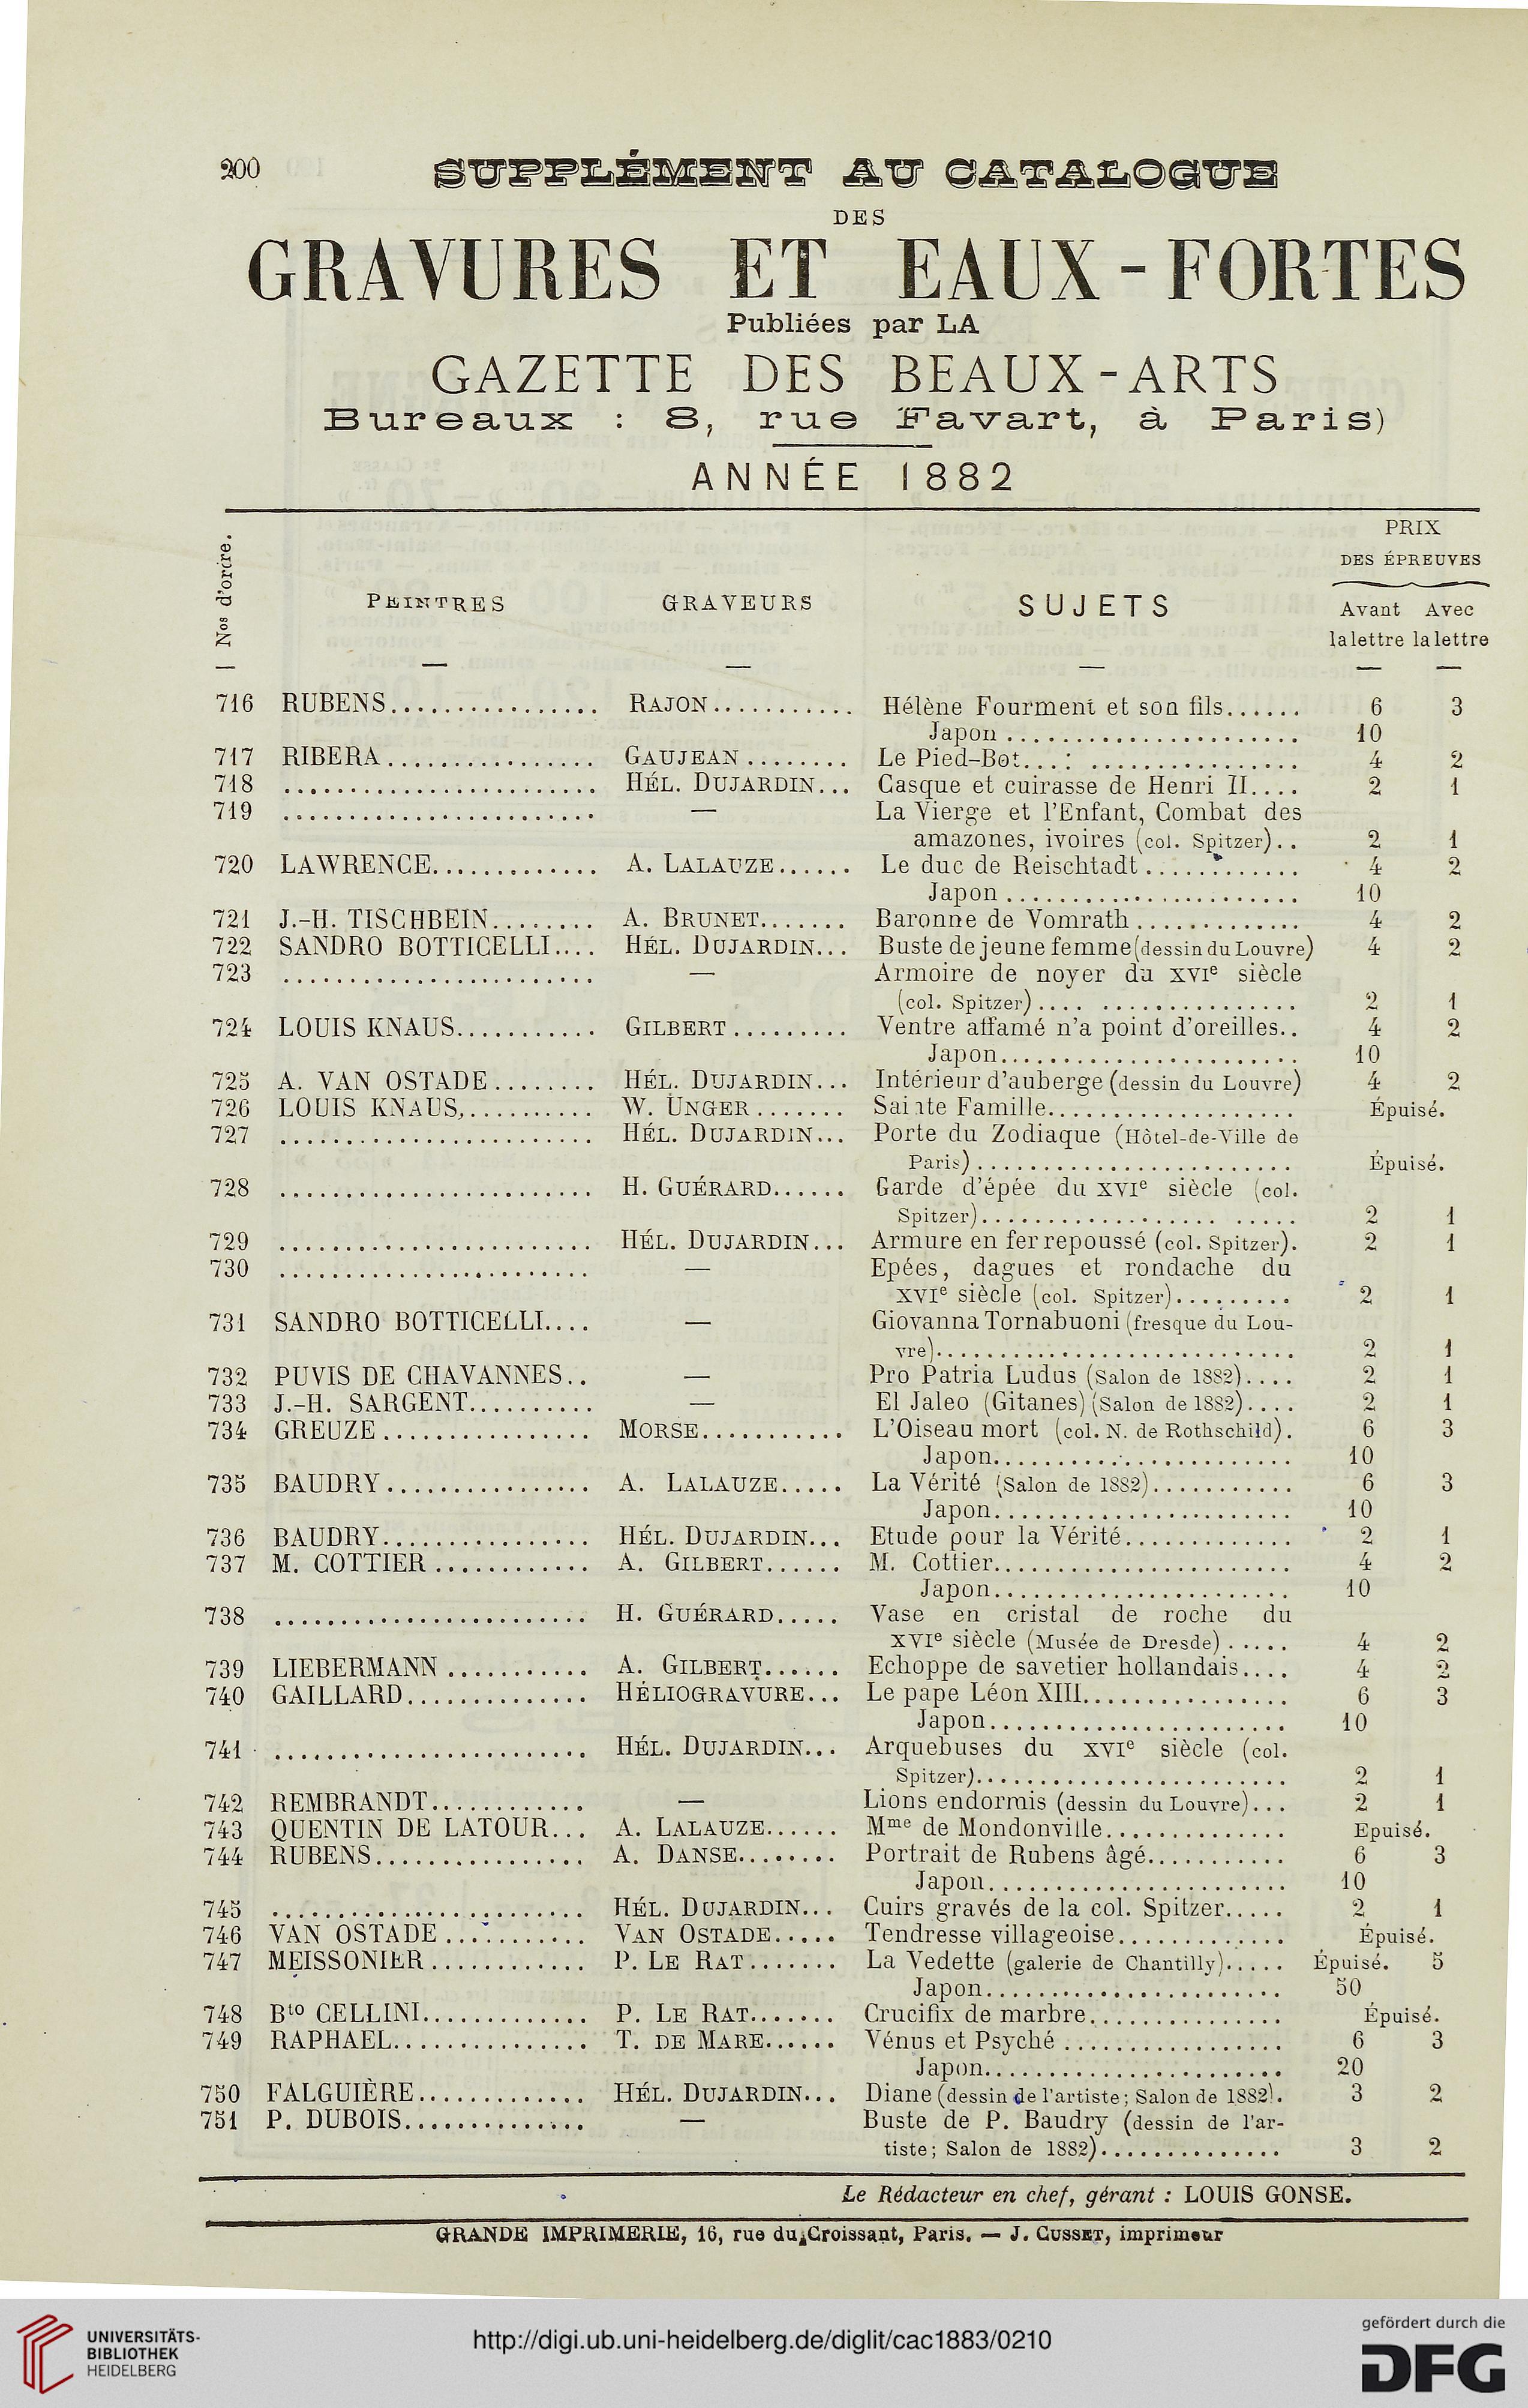 200 SUPPLÉMENT AU CATALOGUE
DES
GRAVURES ET EAUX-FORTES
Publiées par LA
GAZETTE DES BEAUX-ARTS
Bureaux : 8, rue Favart, à Paris)
ANNÉE 1882
PRIX
DES ÉPREUVES
Nos d'ordre. PEINTRES GRAVEURS SUJETS Avant Avec
la lettre la lettre
— — — — — —
716 RUBENS................ RAJON........... Hélène Fourment et son fils...... 6 3
Japon ....................... 10
717 RIBERA................ GAUJEAN........ Le Pied-Bot...: ................ 4 2
718 ........................ HÉL. DUJARDIN... Casque et cuirasse de Henri II.... 2 1
719 ........................ — La Vierge et l'Enfant, Combat des
amazones, ivoires (col. Spitzer).. 2 1
720 LAWRENCE............. A. LALAUZE...... Le duc de Reischtadt............ 4 2
Japon ....................... 10
721 J.-H. TISCHBEIN........ A. BRUNET....... Baronne de Vomrath............. 4 2
722 SANDRO BOTTICELLI.... HÉL. DUJARDIN... Buste de jeune femme (dessin du Louvre) 4 2
723 ........................ — Armoire de noyer du XVIe siècle
(col. Spitzer).... ............... 2 1
724 LOUIS KNAUS........... GILBERT......... Ventre affamé n'a point d'oreilles.. 4 2
Japon....................... 10
725 A. VAN OSTADE........ HÉL. DUJARDIN... Intérieur d'auberge (dessin du Louvre) 4 2
726 LOUIS KNAUS,.......... W. UNGER....... Sainte Famille................... Épuisé.
727 ........................ HÉL. DUJARDIN... Porte du Zodiaque (Hôtel-de-Ville de
Paris)........................ Épuisé.
728 ........................ H. GUÉRARD...... Garde d'épée du XVIe siècle (col.
Spitzer).................. ..... 2 1
729 ........................ HÉL. DUJARDIN... Armure en fer repoussé (col. Spitzer). 2 1
730 ........................ — Epées, dagues et rondache du
XVIe siècle (col. Spitzer)......... 2 1
731 SANDRO BOTTICELLI.... — Giovanna Tornabuoni (fresque du Lou-
vre)............................ 2 1
732 PUVIS DE CHAVANNES.. — Pro Patria Ludus (Salon de 1882).... 2 1
733 J.-H. SARGENT.......... — El Jaleo (Gitanes) (Salon de 1882).... 2 1
734 GREUZE................ MORSE........... L'Oiseau mort (col. N. de Rothschild). 6 3
Japon....................... 10
735 BAUDRY................ A. LALAUZE..... La Vérité (Salon de 1882)........... 6 3
Japon....................... 10
736 BAUDRY................ HÉL. DUJARDIN... Etude pour la Vérité............. 2 1
737 M. COTTIER............ A. GILBERT...... M. Cottier....................... 4 2
Japon....................... 10
738 ........................ H. GUÉRARD..... Vase en cristal de roche du
XVIe siècle (Musée de Dresde)..... 4 2
739 LIEBERMANN........... A. GILBERT...... Echoppe de savetier hollandais.... 4 2
740 GAILLARD.............. HÉLIOGRAVURE... Le pape Léon XIII................ 6 3
Japon....................... 10
741 ........................ HÉL. DUJARDIN... Arquebuses du XVIe siècle (col.
Spitzer)........................ 2 1
742 REMBRANDT............ — Lions endormis (dessin du Louvre)... 2 1
743 QUENTIN DE LATOUR... A. LALAUZE...... Mme de Mondonville.............. Epuisé.
744 RUBENS................ A. DANSE........ Portrait de Rubens âgé........... 6 3
Japon....................... 10
745 ........................ HÉL. DUJARDIN... Cuirs gravés de la col. Spitzer..... 2 1
746 VAN OSTADE........... VAN OSTADE..... Tendresse villageoise............. Épuisé.
747 MEISSONIER............ P. LE RAT....... La Vedette (galerie de Chantilly)..... Épuisé. 5
Japon....................... 50
748 Bto CELLINI............. P. LE RAT....... Crucifix de marbre............... Épuisé.
749 RAPHAEL............... T. DE MARE...... Vénus et Psyché................. 6 3
Japon....................... 20
750 FALGUIÈRE............. HÉL. DUJARDIN... Diane (dessin de l'artiste; Salon de 1882). 3 2
751 P. DUBOIS.............. — Buste de P. Baudry (dessin de l'ar-
tiste; Salon de 1882).............. 3 2
Le Rédacteur en chef, gérant : LOUIS GONSE.
GRANDE IMPRIMERIE, 16, rue du Croissant, Paris. — J. CUSSET, imprimeur
UNIVERSITÄTS-
BIBLIOTHEK
HEIDELBERG
http://digi.ub.uni-heidelberg.de/diglit/cac1883/0210
gefördert durch die
DFG